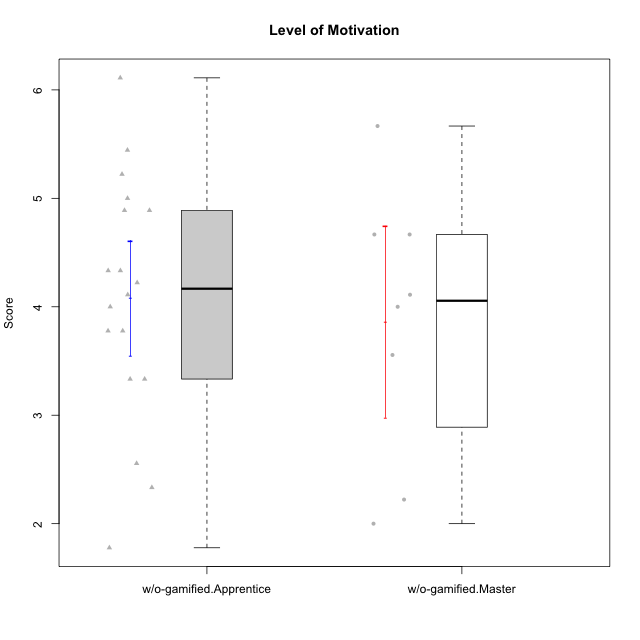 Level of Motivation
Score
6
5
4
3
2
w/o-gamified.Apprentice
w/o-gamified.Master